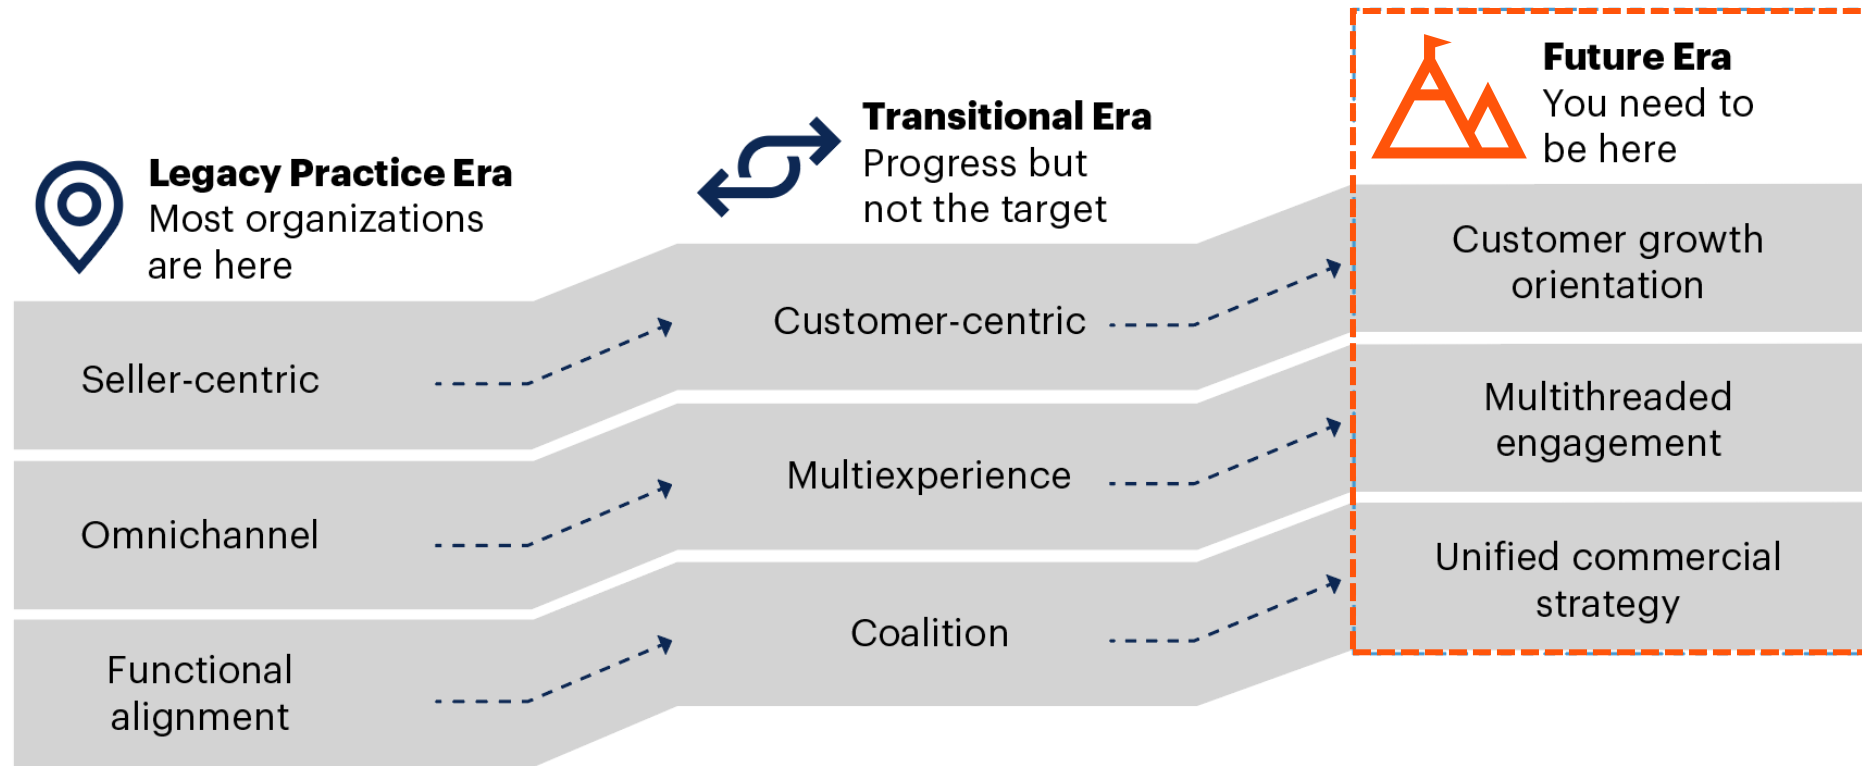 Legacy Practice Era
Most organizations
are here
Transitional Era
Progress but
not the target
Future Era
You need to
be here
Seller-centric
Customer-centric
Customer growth
orientation
Omnichannel
Multiexperience
Multithreaded
engagement
Functional
alignment
Coalition
Unified commercial
strategy